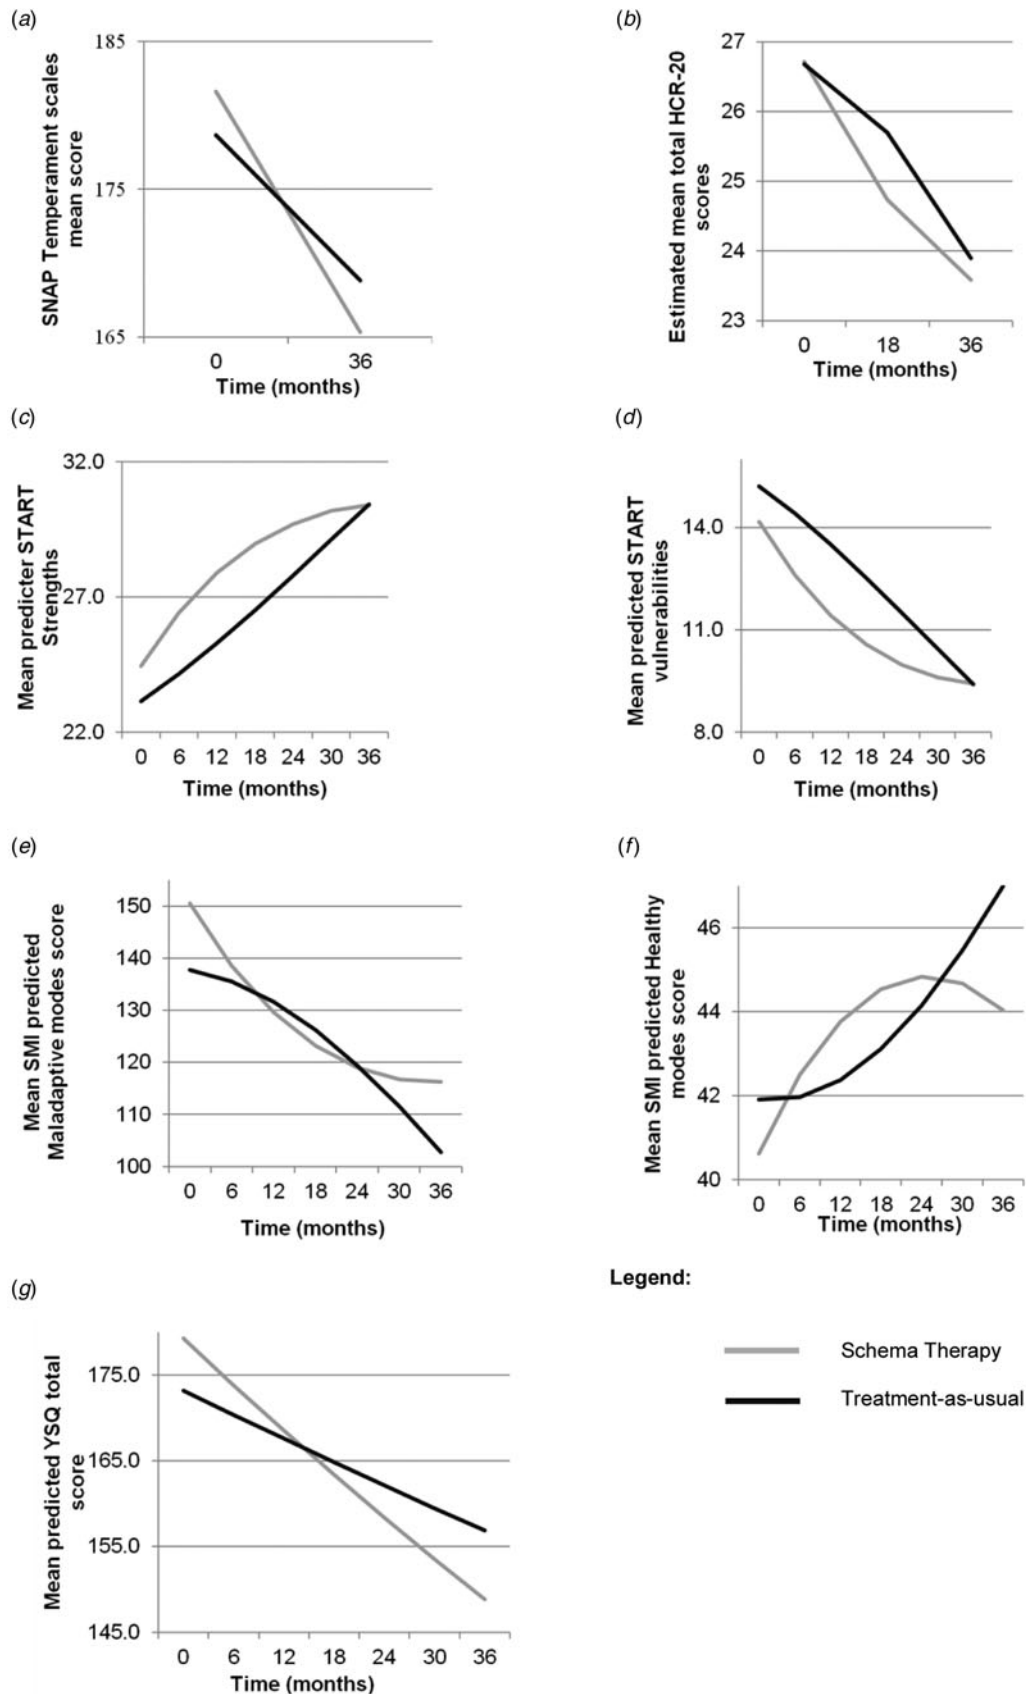 (a)
SNAP Temperament scales
mean score
185
175
165
0 36
Time (months)
(b)
Estimated mean total HCR-20
scores
27
26
25
24
23
0 18 36
Time (months)
(c)
Mean predicter START
Strengths
32.0
27.0
22.0
0 6 12 18 24 30 36
Time (months)
(d)
Mean predicted START
vulnerabilities
14.0
11.0
8.0
0 6 12 18 24 30 36
Time (months)
(e)
Mean SMI predicted
Maladaptive modes score
150
140
130
120
110
100
0 6 12 18 24 30 36
Time (months)
(f)
Mean SMI predicted Healthy
modes score
46
44
42
40
0 6 12 18 24 30 36
Time (months)
(g)
Mean predicted YSQ total
score
175.0
165.0
155.0
145.0
0 6 12 18 24 30 36
Time (months)
Legend:
Schema Therapy
Treatment-as-usual